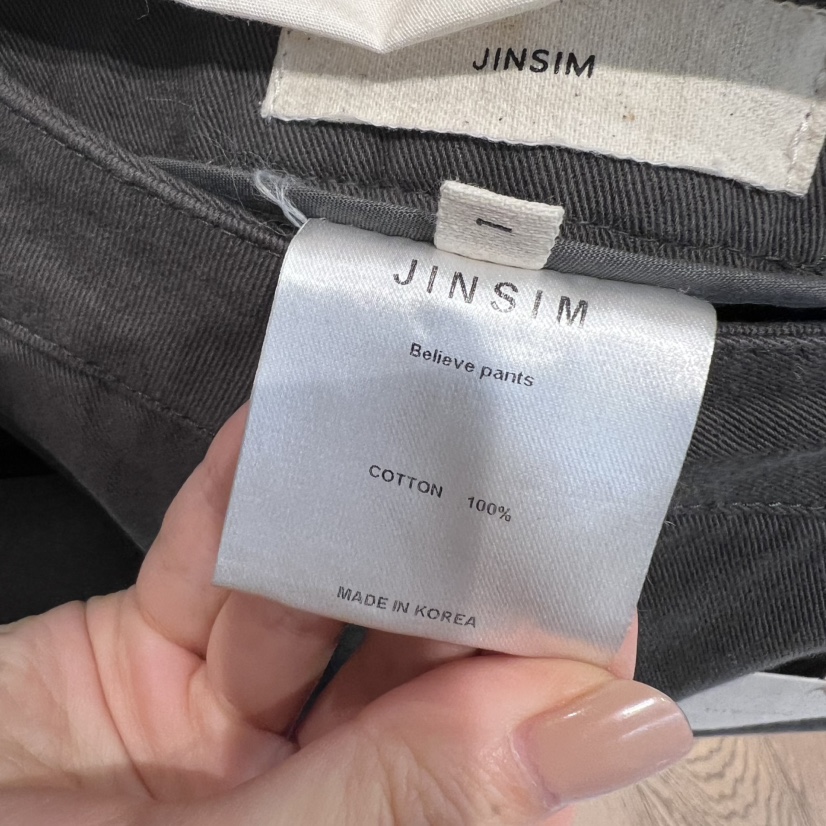 JINSIM
1
JINSIM
Believe pants
COTTON 100%
MADE IN KOREA